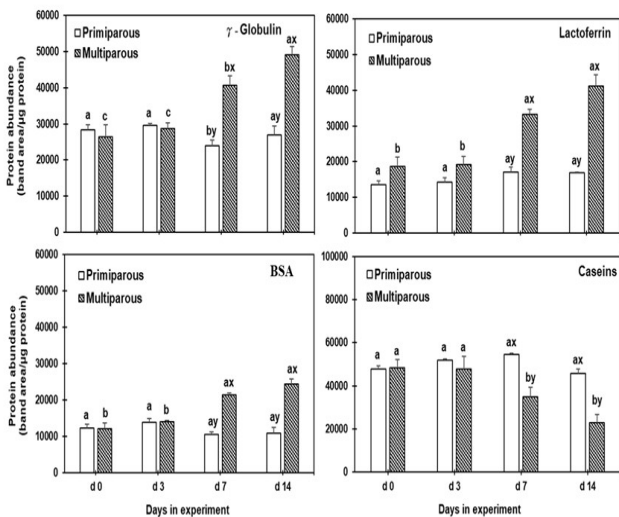 Protein abundance
(band area/µg protein)
60000
50000
40000
30000
20000
10000
0
Primiparous
Multiparous
γ - Globulin
a c a c by bx ay ax
60000
50000
40000
30000
20000
10000
0
Primiparous
Multiparous
Lactoferrin
a b a b ay ax ay ax
Protein abundance
(band area/µg protein)
60000
50000
40000
30000
20000
10000
0
Primiparous
Multiparous
BSA
a b a b ay ax ay ax
d 0 d 3 d 7 d 14
Days in experiment
100000
80000
60000
40000
20000
0
Primiparous
Multiparous
Caseins
a a a a ax by ax by
d 0 d 3 d 7 d 14
Days in experiment